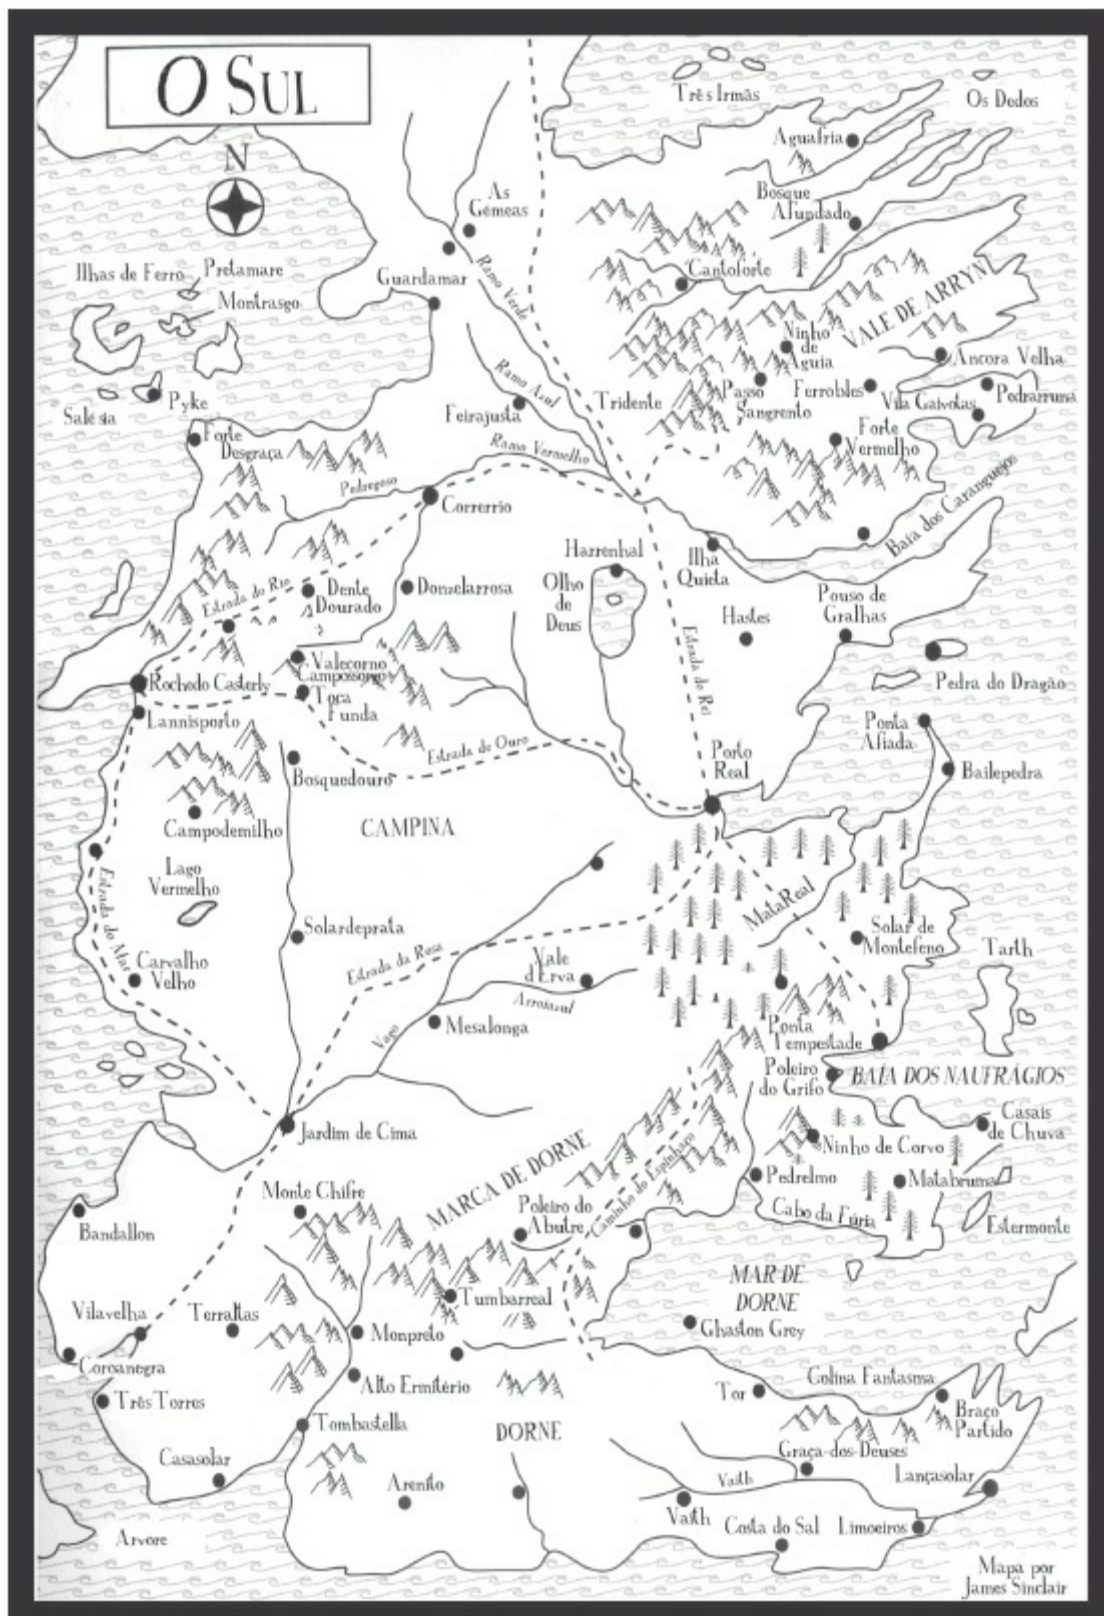 O SUL
N
Três Irmãs
Os Dedos
Aguafria
Bosque
Afundado
As
Gémeas
Guardamar
Ramo Verde
Cantoforte
VALE DE ARRYN
Ilhas de Ferro
Pretamare
Montrasgo
Ninho
de
Águia
Âncora Velha
Passo
Sangrento
Ferrobles
Vila Gaivotas
Pedrarruna
Pyke
Ramo Azul
Feirajusta
Tridente
Forte
Vermelho
Forte
Desgraça
Ramo Vermelho
Pedregoso
Correrrio
Baía dos Caranguejos
Harrenhal
Ilha
Quieta
Olho
de
Deus
Estrada do Rio
Dente
Dourado
Donzelarrosa
Pouso de
Gralhas
Hastes
Valecorno
Rochedo Casterly
Toca
Funda
Estrada do Rei
Pedra do Dragão
Lannisporto
Ponta
Afiada
Estrada de Ouro
Porto
Real
Bosquedouro
Bailepedra
Campodemilho
CAMPINA
Lago
Vermelho
Estrada do Mar
MataReal
Solardeprata
Solar de
Montefeno
Estrada da Rosa
Carvalho
Velho
Vale
d'Erva
Tarth
Arroiazul
Mesalonga
Vago
Ponta
Tempestade
Poleiro
do Grifo
BAÍA DOS NAUFRÁGIOS
Jardim de Cima
Casais
de Chuva
Ninho de Corvo
MARCA DE DORNE
Caminho do Espinhaço
Pedrelmo
Matabruma
Monte Chifre
Poleiro do
Abutre
Cabo da Fúria
Estermonte
Bandallon
MAR DE
DORNE
Tumbarreal
Vilavelha
Terraltas
Monpreto
Ghaston Grey
Coroanegra
Alto Ermitério
Colina Fantasma
Três Torres
Tor
Braço
Partido
Tombastella
DORNE
Graça-dos-Deuses
Casasolar
Lançasolar
Arenito
Vaith
Vaith
Costa do Sal
Limoeiros
Arvore
Mapa por
James Sinclair